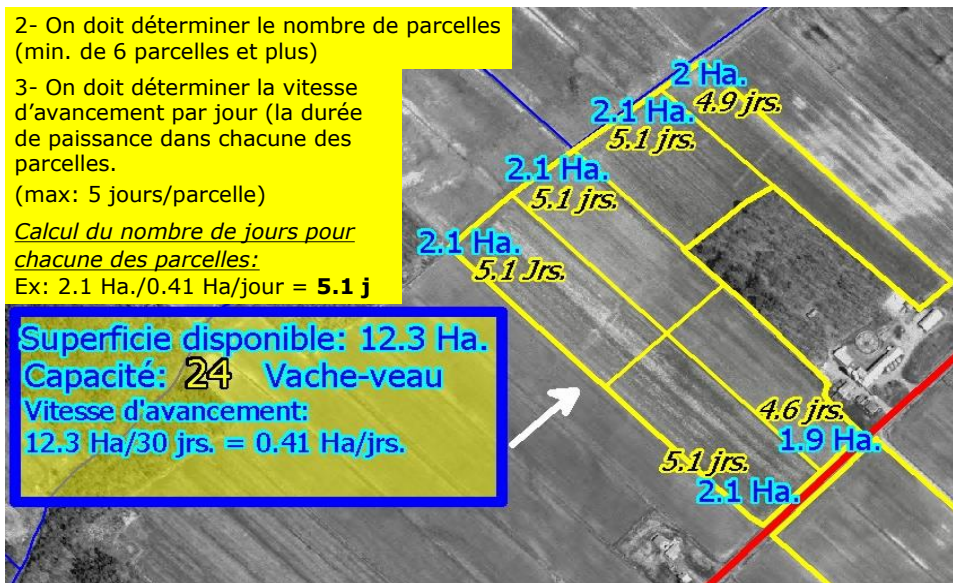 2- On doit déterminer le nombre de parcelles
(min. de 6 parcelles et plus)
3- On doit déterminer la vitesse
d'avancement par jour (la durée
de paissance dans chacune des
parcelles.
(max: 5 jours/parcelle)
Calcul du nombre de jours pour
chacune des parcelles:
Ex: 2.1 Ha./0.41 Ha/jour = 5.1 j
2 Ha.
4.9 jrs.
2.1 Ha.
5.1 jrs.
2.1 Ha.
5.1 jrs.
2.1 Ha.
5.1 Jrs.
Superficie disponible: 12.3 Ha.
Capacité: 24 Vache-veau
Vitesse d'avancement:
12.3 Ha/30 jrs. = 0.41 Ha/jrs.
4.6 jrs.
1.9 Ha.
5.1 jrs.
2.1 Ha.